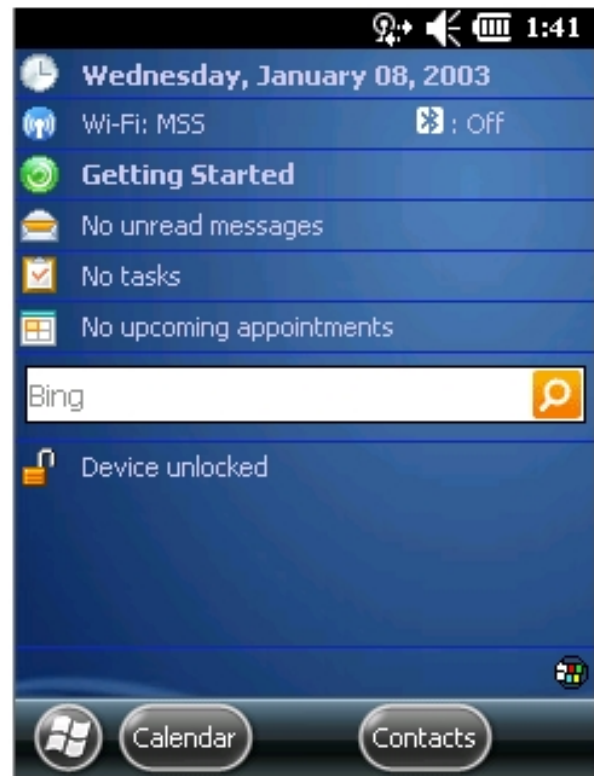 1:41
Wednesday, January 08, 2003
Wi-Fi: MSS : Off
Getting Started
No unread messages
No tasks
No upcoming appointments
Bing
Device unlocked
Calendar Contacts